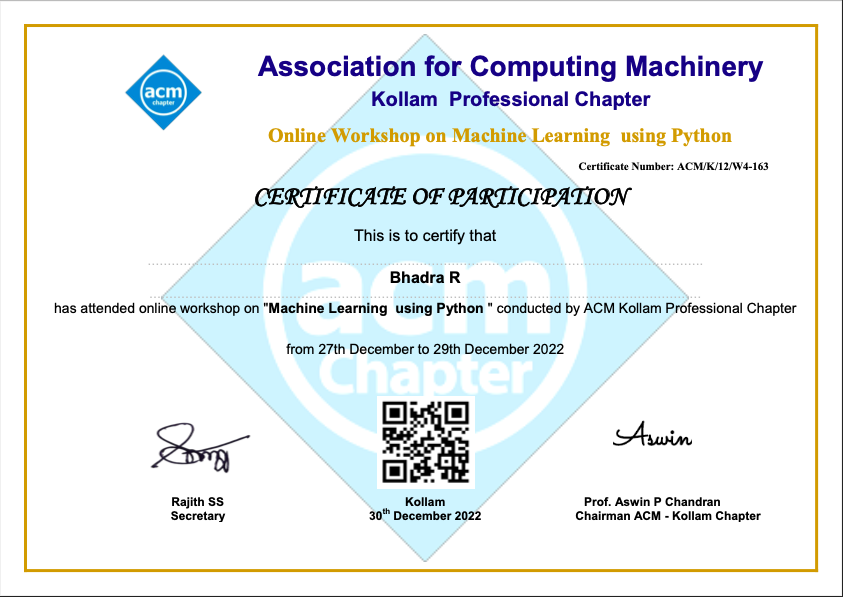 acm
chapter
Association for Computing Machinery
Kollam Professional Chapter
Online Workshop on Machine Learning using Python
Certificate Number: ACM/K/12/W4-163
CERTIFICATE OF PARTICIPATION
This is to certify that
Bhadra R
has attended online workshop on "Machine Learning using Python " conducted by ACM Kollam Professional Chapter
from 27th December to 29th December 2022
acm
Chapter
Aswin
Rajith SS
Secretary
Kollam
30th December 2022
Prof. Aswin P Chandran
Chairman ACM - Kollam Chapter